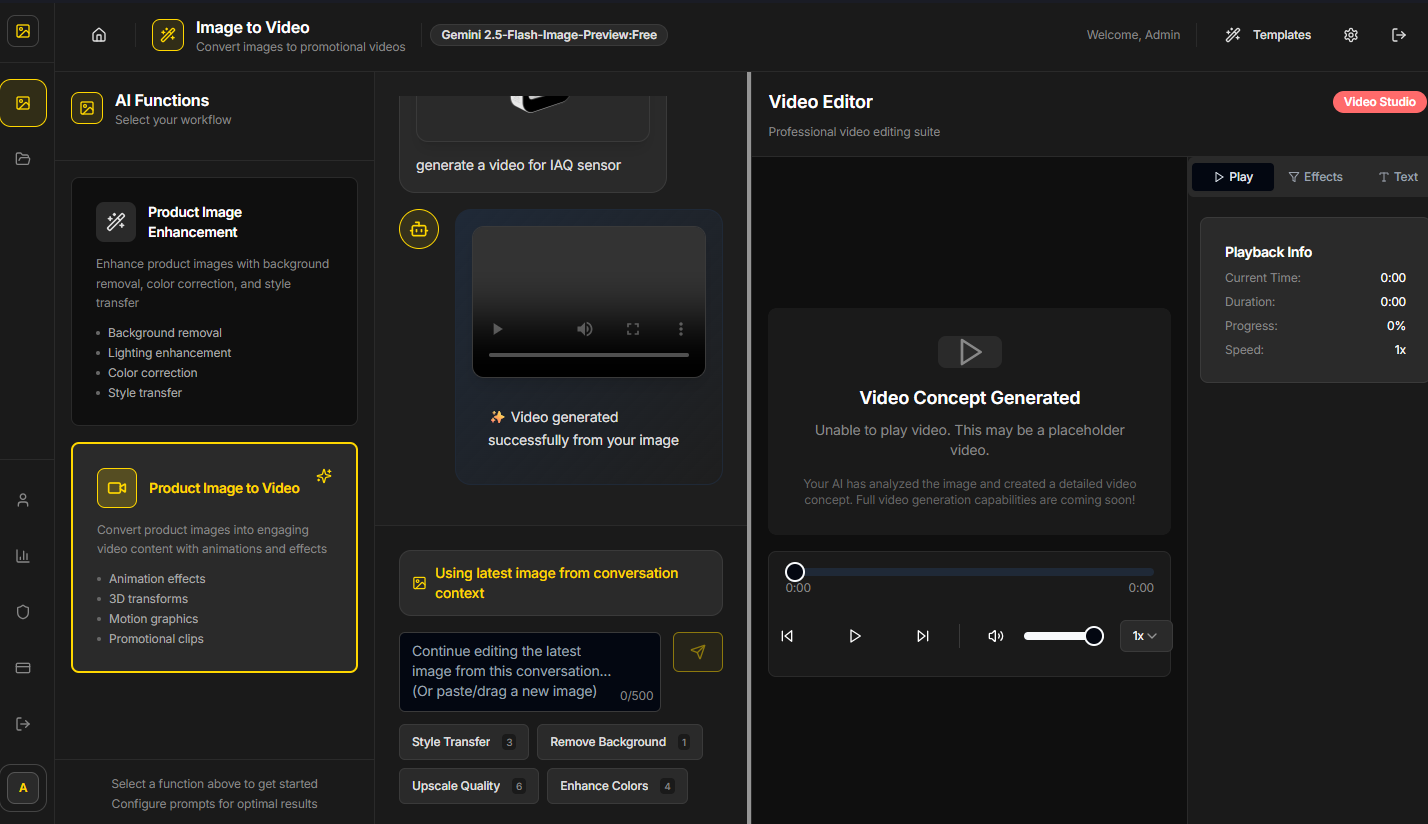 Image to Video
Convert images to promotional videos
Gemini 2.5-Flash-Image-Preview:Free
Welcome, Admin
Templates
AI Functions
Select your workflow
Product Image
Enhancement
Enhance product images with background
removal, color correction, and style
transfer
Background removal
Lighting enhancement
Color correction
Style transfer
Product Image to Video
Convert product images into engaging
video content with animations and effects
Animation effects
3D transforms
Motion graphics
Promotional clips
Select a function above to get started
Configure prompts for optimal results
A
generate a video for IAQ sensor
✨ Video generated
successfully from your image
Using latest image from conversation
context
Continue editing the latest
image from this conversation...
(Or paste/drag a new image)
0/500
Style Transfer 3
Remove Background 1
Upscale Quality 6
Enhance Colors 4
Video Editor
Professional video editing suite
Video Studio
Video Concept Generated
Unable to play video. This may be a placeholder
video.
Your AI has analyzed the image and created a detailed video
concept. Full video generation capabilities are coming soon!
0:00
0:00
1x
Play
Effects
Text
Playback Info
Current Time: 0:00
Duration: 0:00
Progress: 0%
Speed: 1x